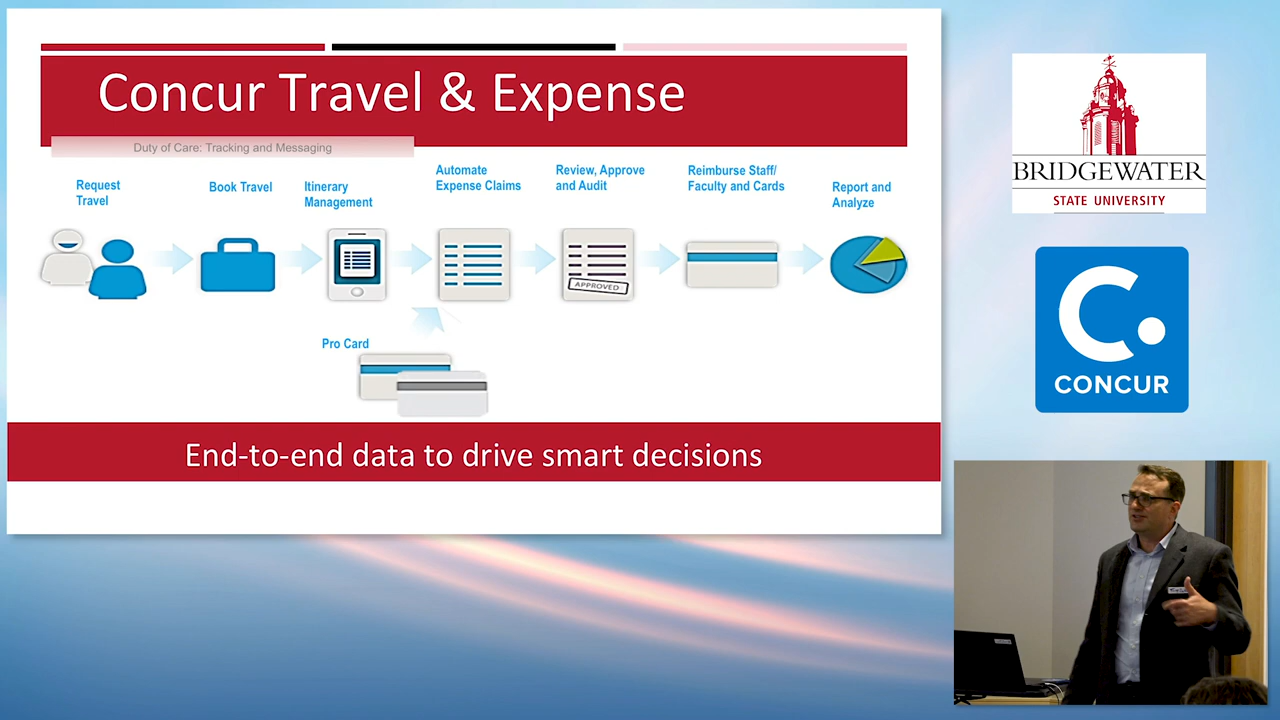 Concur Travel & Expense
Duty of Care: Tracking and Messaging
Request
Travel
Book Travel
Itinerary
Management
Automate
Expense Claims
Review, Approve
and Audit
Reimburse Staff/
Faculty and Cards
Report and
Analyze
APPROVED
Pro Card
End-to-end data to drive smart decisions
BRIDGEWATER
STATE UNIVERSITY
C.
CONCUR